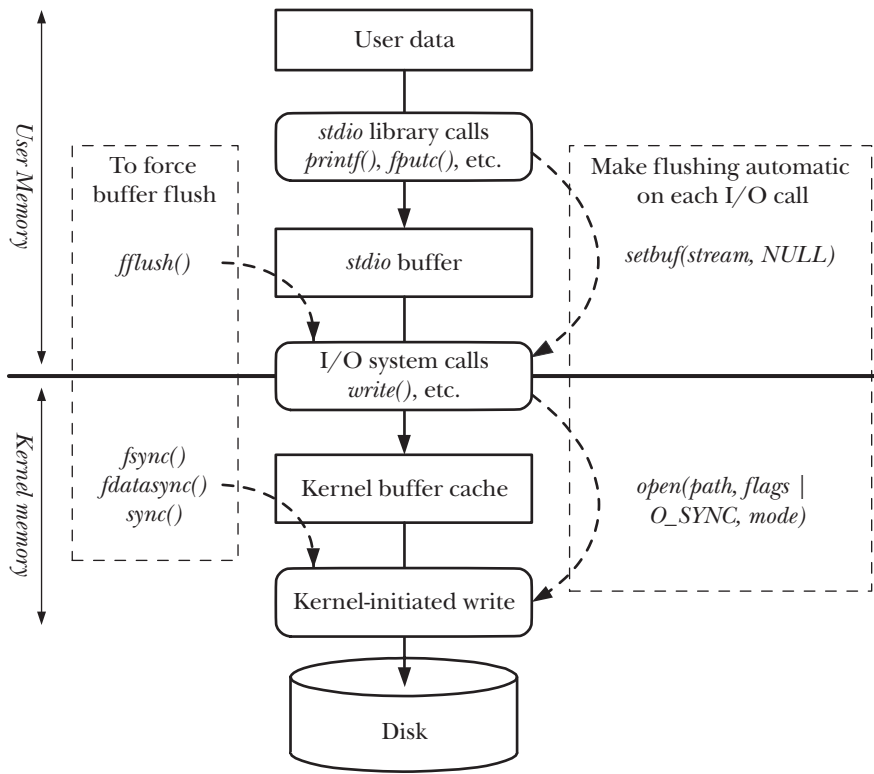 User data
User Memory
stdio library calls
printf(), fputc(), etc.
To force
buffer flush
Make flushing automatic
on each I/O call
fflush()
stdio buffer
setbuf(stream, NULL)
I/O system calls
write(), etc.
Kernel memory
fsync()
fdatasync()
sync()
Kernel buffer cache
open(path, flags |
O_SYNC, mode)
Kernel-initiated write
Disk